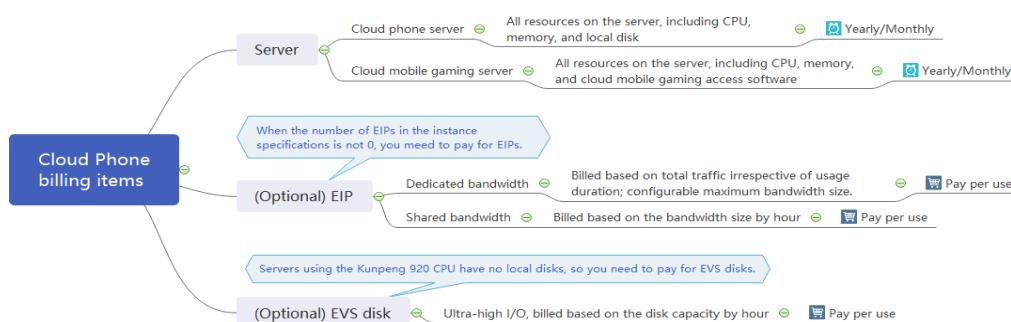 Cloud Phone
billing items
Server
Cloud phone server
All resources on the server, including CPU,
memory, and local disk
Yearly/Monthly
Cloud mobile gaming server
All resources on the server, including CPU, memory,
and cloud mobile gaming access software
Yearly/Monthly
When the number of EIPs in the instance
specifications is not 0, you meed to pay for EIPs.
(Optional) EIP
Dedicated bandwidth
Billed based on total traffic irrespective of usage
duration; configurable maximum bandwidth size.
Pay per use
Shared bandwidth
Billed based on the bandwidth size by hour
Pay per use
Servers using the Kunpeng 920 CPU have no local disks, so you need to pay for EVS disks.
(Optional) EVS disk
Ultra-high I/O, billed based on the disk capacity by hour
Pay per use